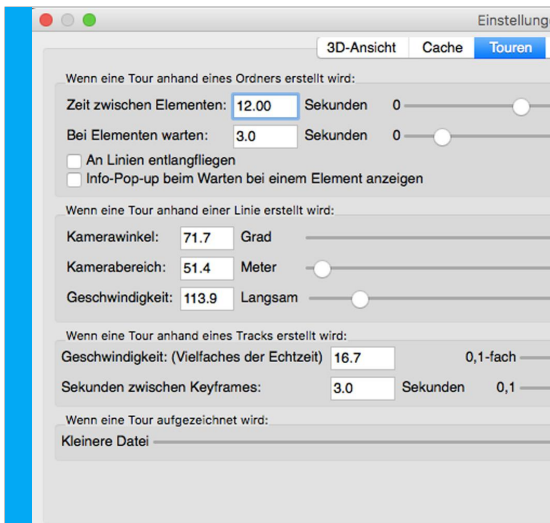 Einstellung
3D-Ansicht Cache Touren
Wenn eine Tour anhand eines Ordners erstellt wird:
Zeit zwischen Elementen: 12.00 Sekunden 0
Bei Elementen warten: 3.0 Sekunden 0
An Linien entlangfliegen
Info-Pop-up beim Warten bei einem Element anzeigen
Wenn eine Tour anhand einer Linie erstellt wird:
Kamerawinkel: 71.7 Grad
Kamerabereich: 51.4 Meter
Geschwindigkeit: 113.9 Langsam
Wenn eine Tour anhand eines Tracks erstellt wird:
Geschwindigkeit: (Vielfaches der Echtzeit) 16.7 0,1-fach
Sekunden zwischen Keyframes: 3.0 Sekunden 0,1
Wenn eine Tour aufgezeichnet wird:
Kleinere Datei